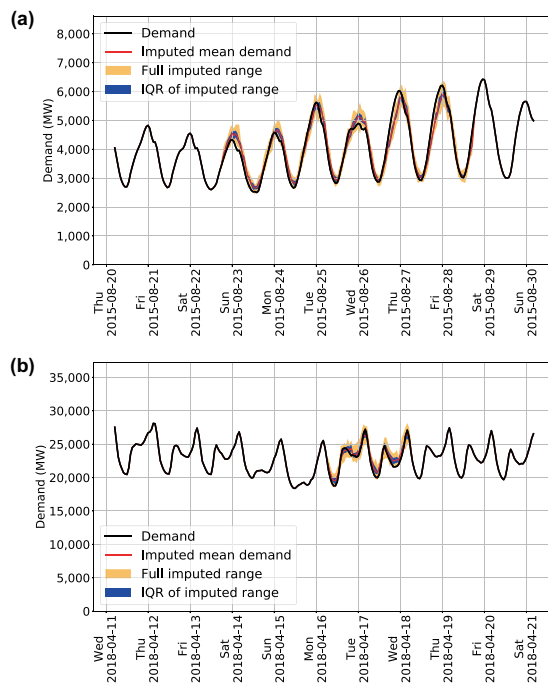 (a)
8,000
7,000
6,000
5,000
4,000
3,000
2,000
1,000
0
Demand (MW)
Demand
Imputed mean demand
Full imputed range
IQR of imputed range
Thu
2015-08-20
Fri
2015-08-21
Sat
2015-08-22
Sun
2015-08-23
Mon
2015-08-24
Tue
2015-08-25
Wed
2015-08-26
Thu
2015-08-27
Fri
2015-08-28
Sat
2015-08-29
Sun
2015-08-30
(b)
35,000
30,000
25,000
20,000
15,000
10,000
5,000
0
Demand (MW)
Demand
Imputed mean demand
Full imputed range
IQR of imputed range
Wed
2018-04-11
Thu
2018-04-12
Fri
2018-04-13
Sat
2018-04-14
Sun
2018-04-15
Mon
2018-04-16
Tue
2018-04-17
Wed
2018-04-18
Thu
2018-04-19
Fri
2018-04-20
Sat
2018-04-21